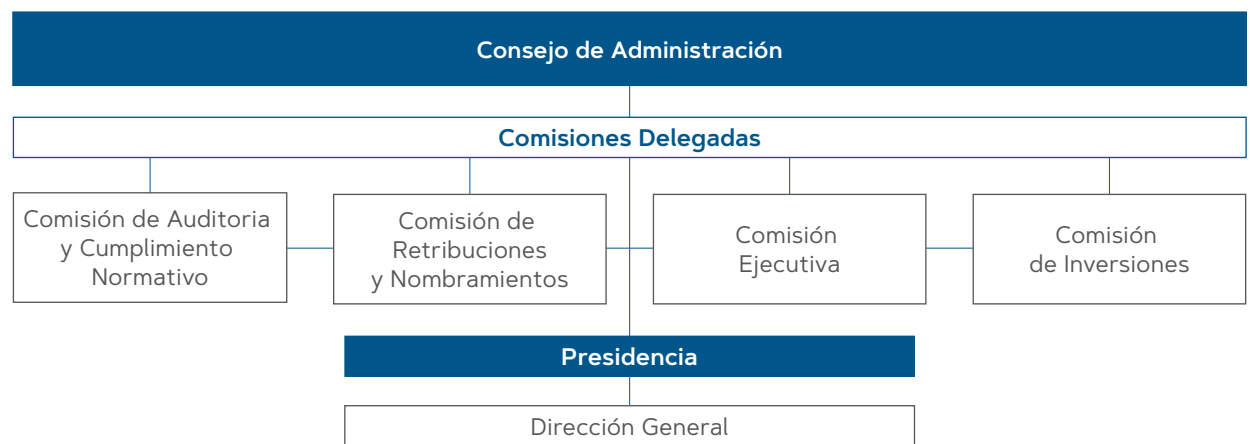 Consejo de Administración
Comisiones Delegadas
Comisión de Auditoria
y Cumplimiento
Normativo
Comisión de
Retribuciones
y Nombramientos
Comisión
Ejecutiva
Comisión
de Inversiones
Presidencia
Dirección General